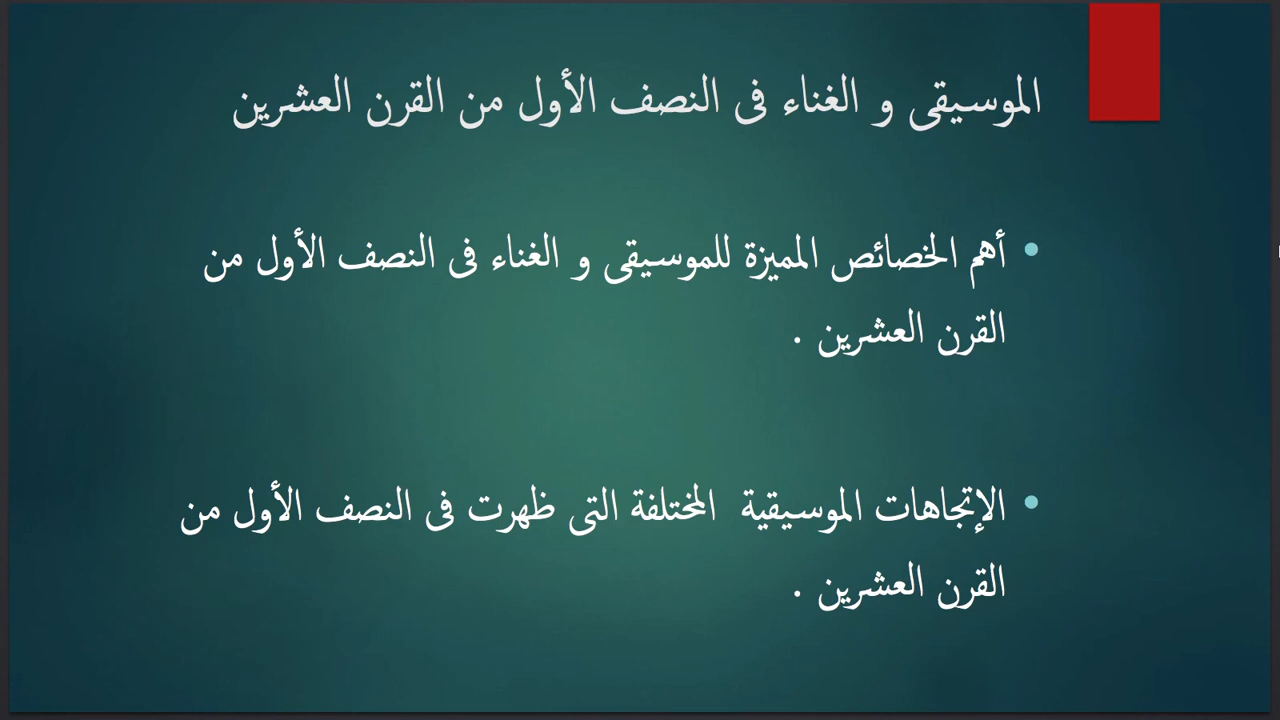 الموسيقى و الغناء فى النصف الأول من القرن العشرين
• أهم الخصائص المميزة للموسيقى و الغناء فى النصف الأول من
القرن العشرين .
• الإتجاهات الموسيقية المختلفة التى ظهرت فى النصف الأول من
القرن العشرين .